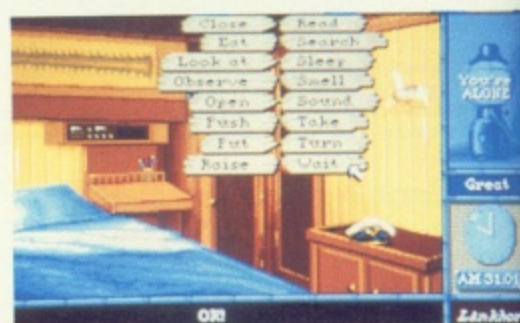 Close Read
Eat Search
Look at Sleep
Observe Smell
Open Sound
Push Take
Put Turn
Raise Wait
You're
ALONE
Great
AM 31.01
OK!
Lankhor